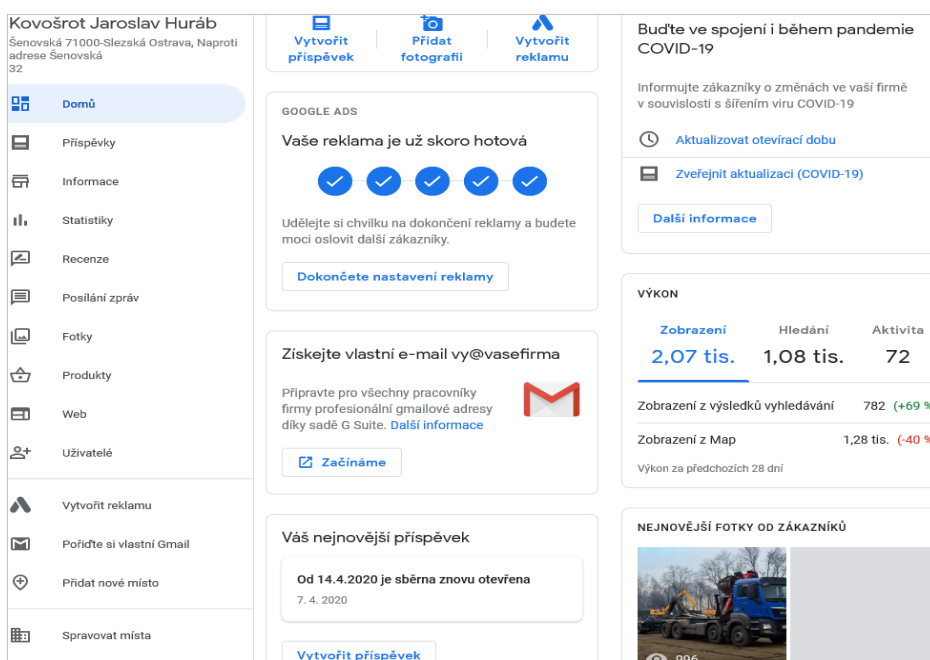 Kovošrot Jaroslav Huráb
Šenovská 71000-Slezská Ostrava, Naproti
adrese Šenovská
32
Domů
Příspěvky
Informace
Statistiky
Recenze
Posílání zpráv
Fotky
Produkty
Web
Uživatelé
Vytvořit reklamu
Pořiďte si vlastní Gmail
Přidat nové místo
Spravovat místa
Vytvořit
příspěvek
Přidat
fotografii
Vytvořit
reklamu
GOOGLE ADS
Vaše reklama je už skoro hotová
Udělejte si chvilku na dokončení reklamy a budete
moci oslovit další zákazníky.
Dokončete nastavení reklamy
Získejte vlastní e-mail vy@vasefirma
Připravte pro všechny pracovníky
firmy profesionální gmailové adresy
díky sadě G Suite. Další informace
Začínáme
Váš nejnovější příspěvek
Od 14.4.2020 je sběrna znovu otevřena
7. 4. 2020
Vytvořit příspěvek
Buďte ve spojení i během pandemie
COVID-19
Informujte zákazníky o změnách ve vaší firmě
v souvislosti s šířením viru COVID-19
Aktualizovat otevírací dobu
Zveřejnit aktualizaci (COVID-19)
Další informace
VÝKON
Zobrazení Hledání Aktivita
2,07 tis. 1,08 tis. 72
Zobrazení z výsledků vyhledávání 782 (+69 %
Zobrazení z Map 1,28 tis. (-40 %
Výkon za předchozích 28 dní
NEJNOVĚJŠÍ FOTKY OD ZÁKAZNÍKŮ
996